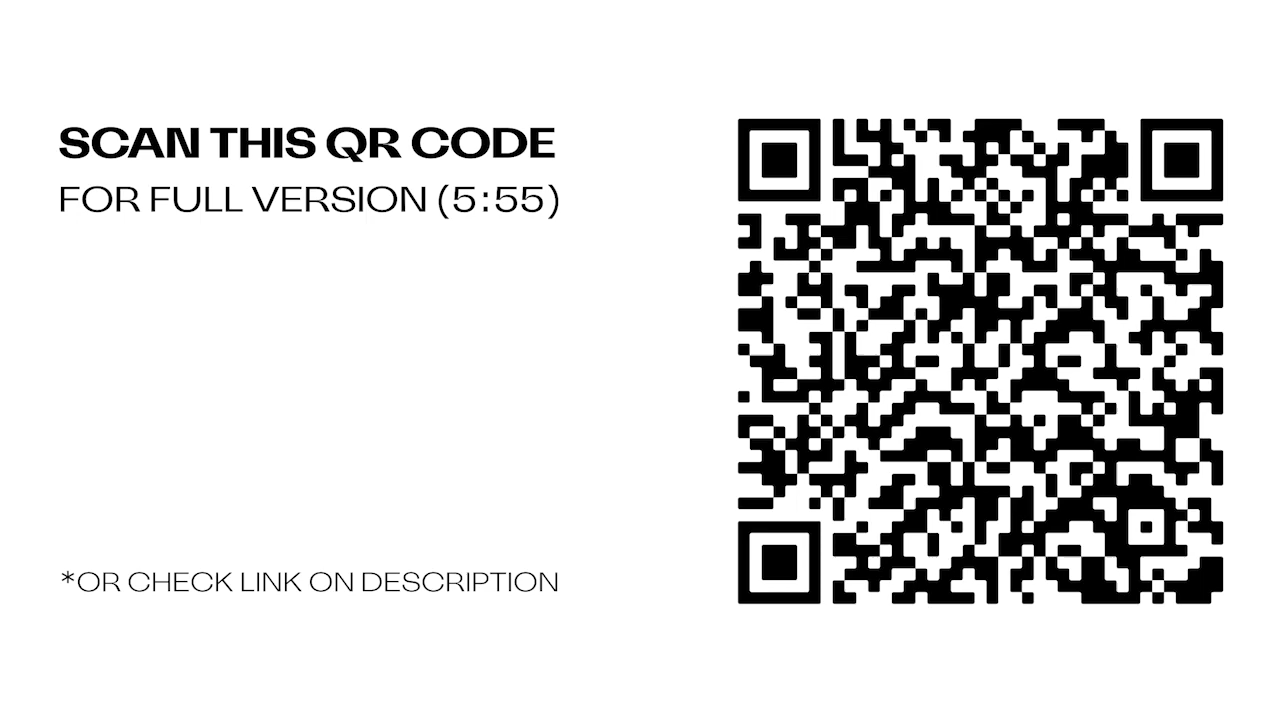 SCAN THIS QR CODE
FOR FULL VERSION (5:55)
*OR CHECK LINK ON DESCRIPTION